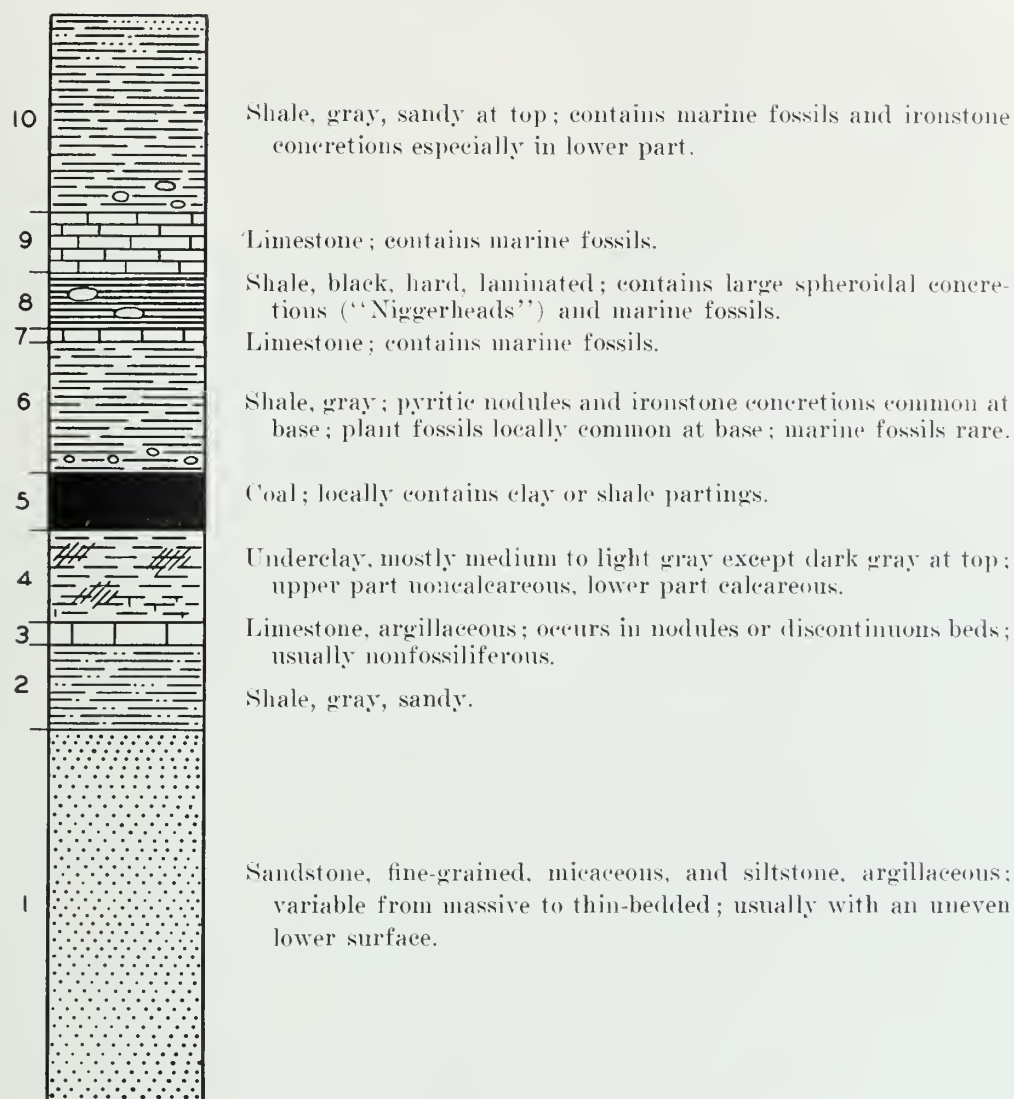 10
Shale, gray, sandy at top; contains marine fossils and ironstone
concretions especially in lower part.
9
Limestone; contains marine fossils.
8
Shale, black, hard, laminated; contains large spheroidal concre-
tions (“Niggerheads”) and marine fossils.
7
Limestone; contains marine fossils.
6
Shale, gray; pyritic nodules and ironstone concretions common at
base; plant fossils locally common at base; marine fossils rare.
5
Coal; locally contains clay or shale partings.
4
Underclay, mostly medium to light gray except dark gray at top;
upper part noncalcareous, lower part calcareous.
3
Limestone, argillaceous; occurs in nodules or discontinuous beds;
usually nonfossiliferous.
2
Shale, gray, sandy.
1
Sandstone, fine-grained, micaceous, and siltstone, argillaceous;
variable from massive to thin-bedded; usually with an uneven
lower surface.